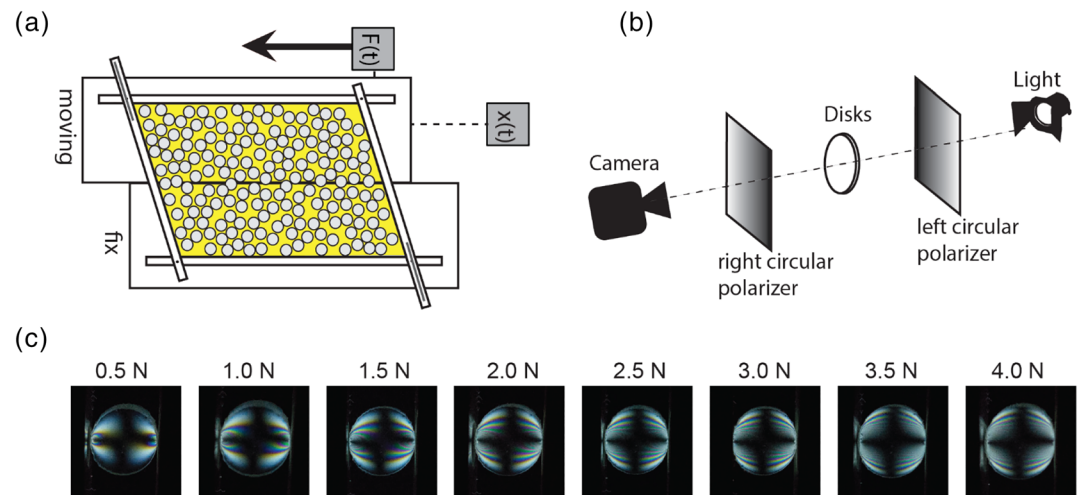 (a)
F(t)
moving
x(t)
fix
(b)
Light
Disks
Camera
left circular
polarizer
right circular
polarizer
(c)
0.5 N 1.0 N 1.5 N 2.0 N 2.5 N 3.0 N 3.5 N 4.0 N